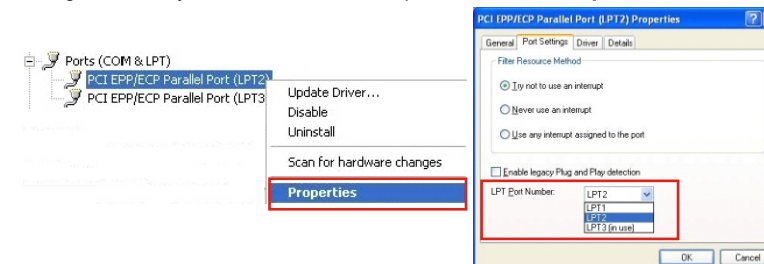 Ports (COM & LPT)
PCI EPP/ECP Parallel Port (LPT2)
PCI EPP/ECP Parallel Port (LPT3
Update Driver...
Disable
Uninstall
Scan for hardware changes
Properties
PCI EPP/ECP Parallel Port (LPT2) Properties
General Port Settings Driver Details
Filter Resource Method
Try not to use an interrupt
Never use an interrupt
Use any interrupt assigned to the port
Enable legacy Plug and Play detection
LPT Port Number: LPT2
LPT1
LPT2
LPT3 (in use)
OK Cancel